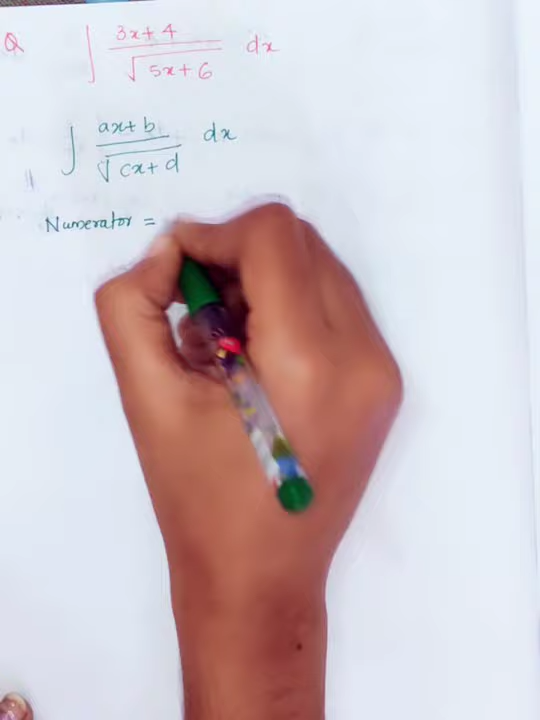 Q ∫ (3x+4)/√(5x+6) dx
∫ (ax+b)/√(cx+d) dx
Numerator =